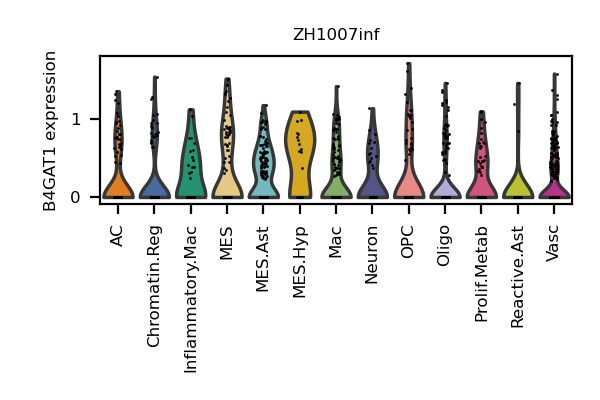 ZH1007inf
B4GAT1 expression
1
0
AC
Chromatin.Reg
Inflammatory.Mac
MES
MES.Ast
MES.Hyp
Mac
Neuron
OPC
Oligo
Prolif.Metab
Reactive.Ast
Vasc